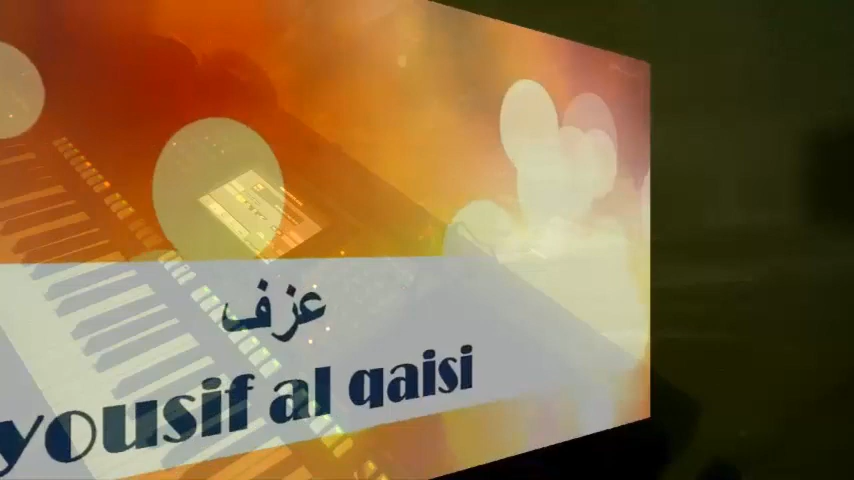 عزف
yousif al qaisi